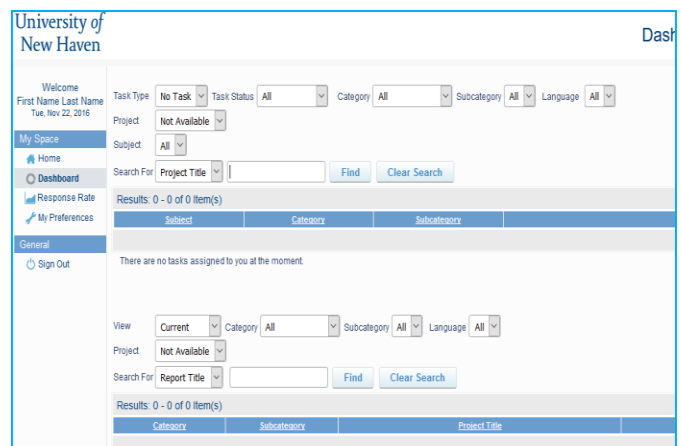 University of
New Haven
Dash
Welcome
First Name Last Name
Tue, Nov 22, 2016
My Space
Home
Dashboard
Response Rate
My Preferences
General
Sign Out
Task Type No Task Task Status All Category All Subcategory All Language All
Project Not Available
Subject All
Search For Project Title Find Clear Search
Results: 0 - 0 of 0 Item(s)
Subject Category Subcategory
There are no tasks assigned to you at the moment.
View Current Category All Subcategory All Language All
Project Not Available
Search For Report Title Find Clear Search
Results: 0 - 0 of 0 Item(s)
Category Subcategory Project Title